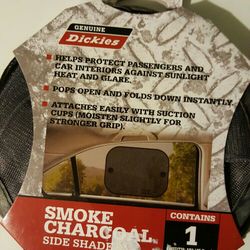 GENUINE
Dickies
• HELPS PROTECT PASSENGERS AND
CAR INTERIORS AGAINST SUNLIGHT
HEAT AND GLARE.
• POPS OPEN AND FOLDS DOWN INSTANTLY.
• ATTACHES EASILY WITH SUCTION
CUPS (MOISTEN SLIGHTLY FOR
STRONGER GRIP).
SMOKE
CHARCOAL
SIDE SHADE
CONTAINS
1